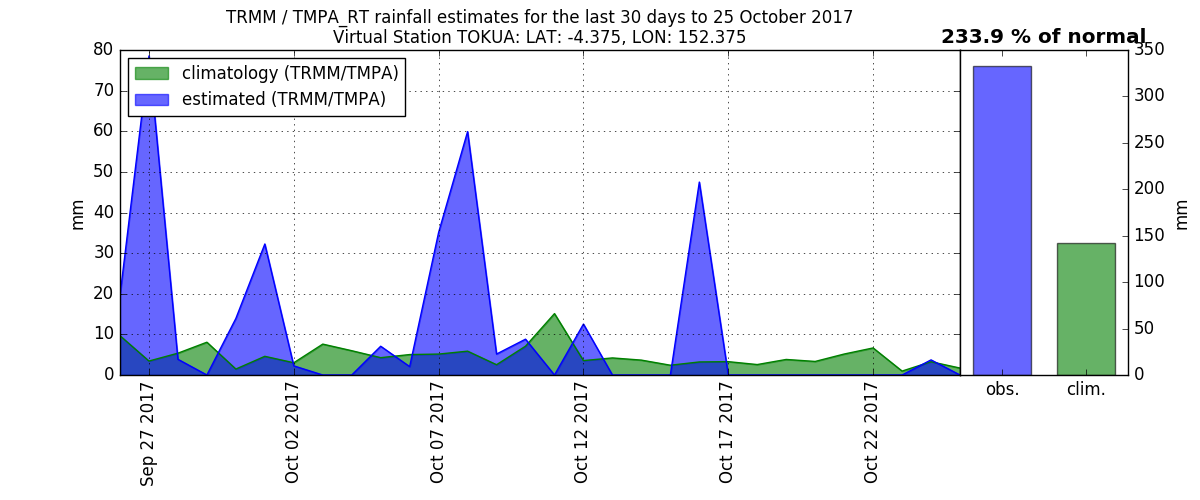 TRMM / TMPA_RT rainfall estimates for the last 30 days to 25 October 2017
Virtual Station TOKUA: LAT: -4.375, LON: 152.375
233.9 % of normal
climatology (TRMM/TMPA)
estimated (TRMM/TMPA)
80
70
60
50
40
30
20
10
0
mm
Sep 27 2017
Oct 02 2017
Oct 07 2017
Oct 12 2017
Oct 17 2017
Oct 22 2017
350
300
250
200
150
100
50
0
mm
obs.
clim.